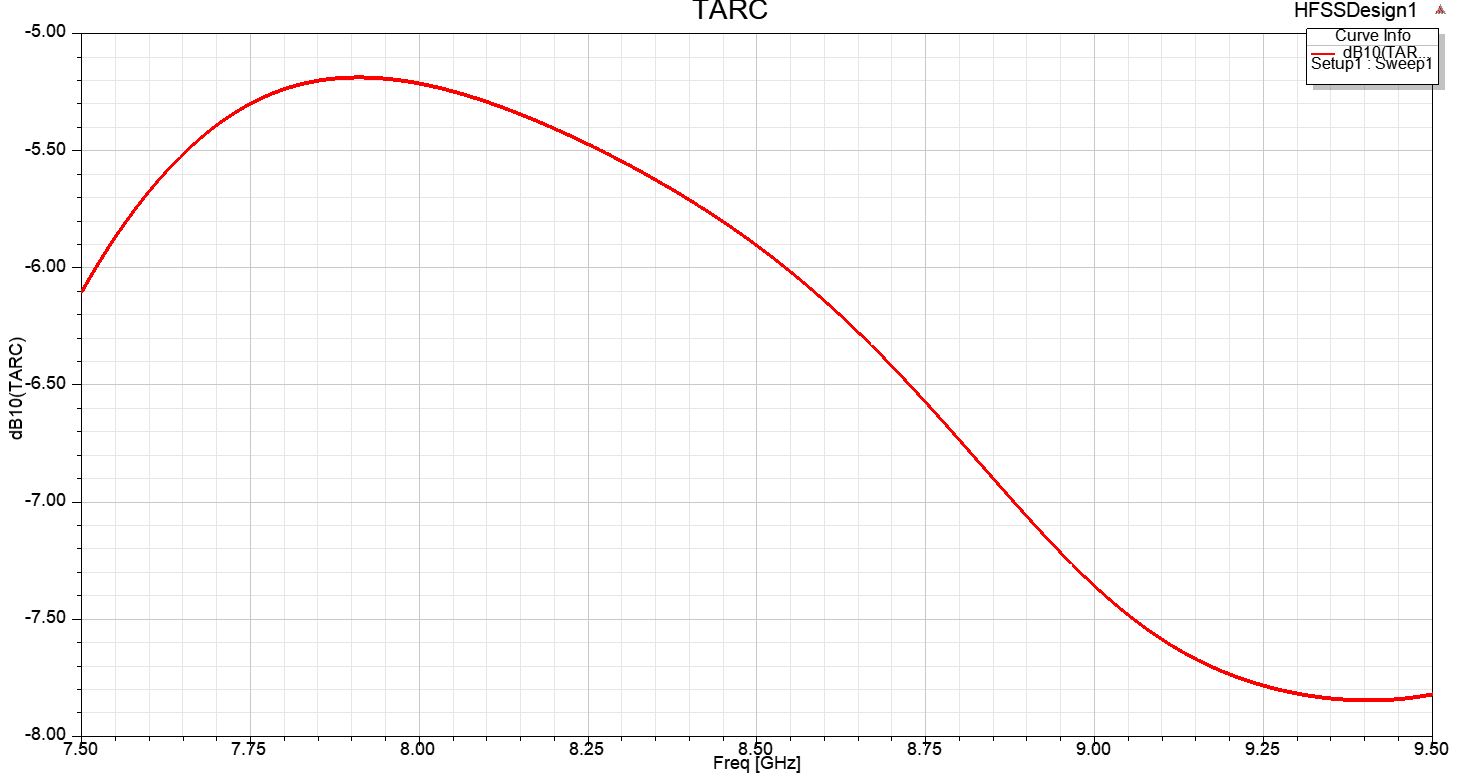 TARC
HFSSDesign1
Curve Info
dB10(TAR...
Setup1 : Sweep1
-5.00
-5.50
-6.00
-6.50
-7.00
-7.50
-8.00
dB10(TARC)
7.50 7.75 8.00 8.25 8.50 8.75 9.00 9.25 9.50
Freq [GHz]